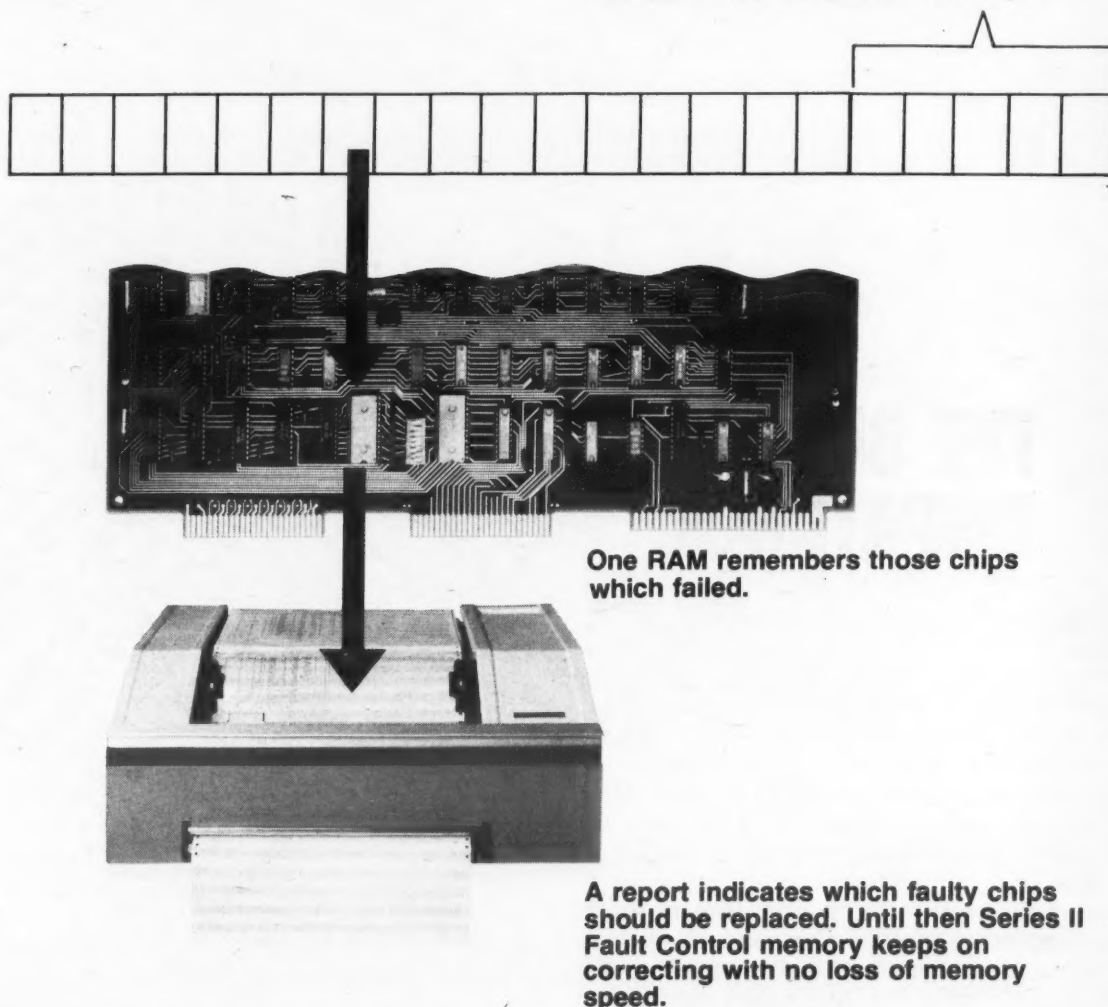 One RAM remembers those chips
which failed.
A report indicates which faulty chips
should be replaced. Until then Series II
Fault Control memory keeps on
correcting with no loss of memory
speed.